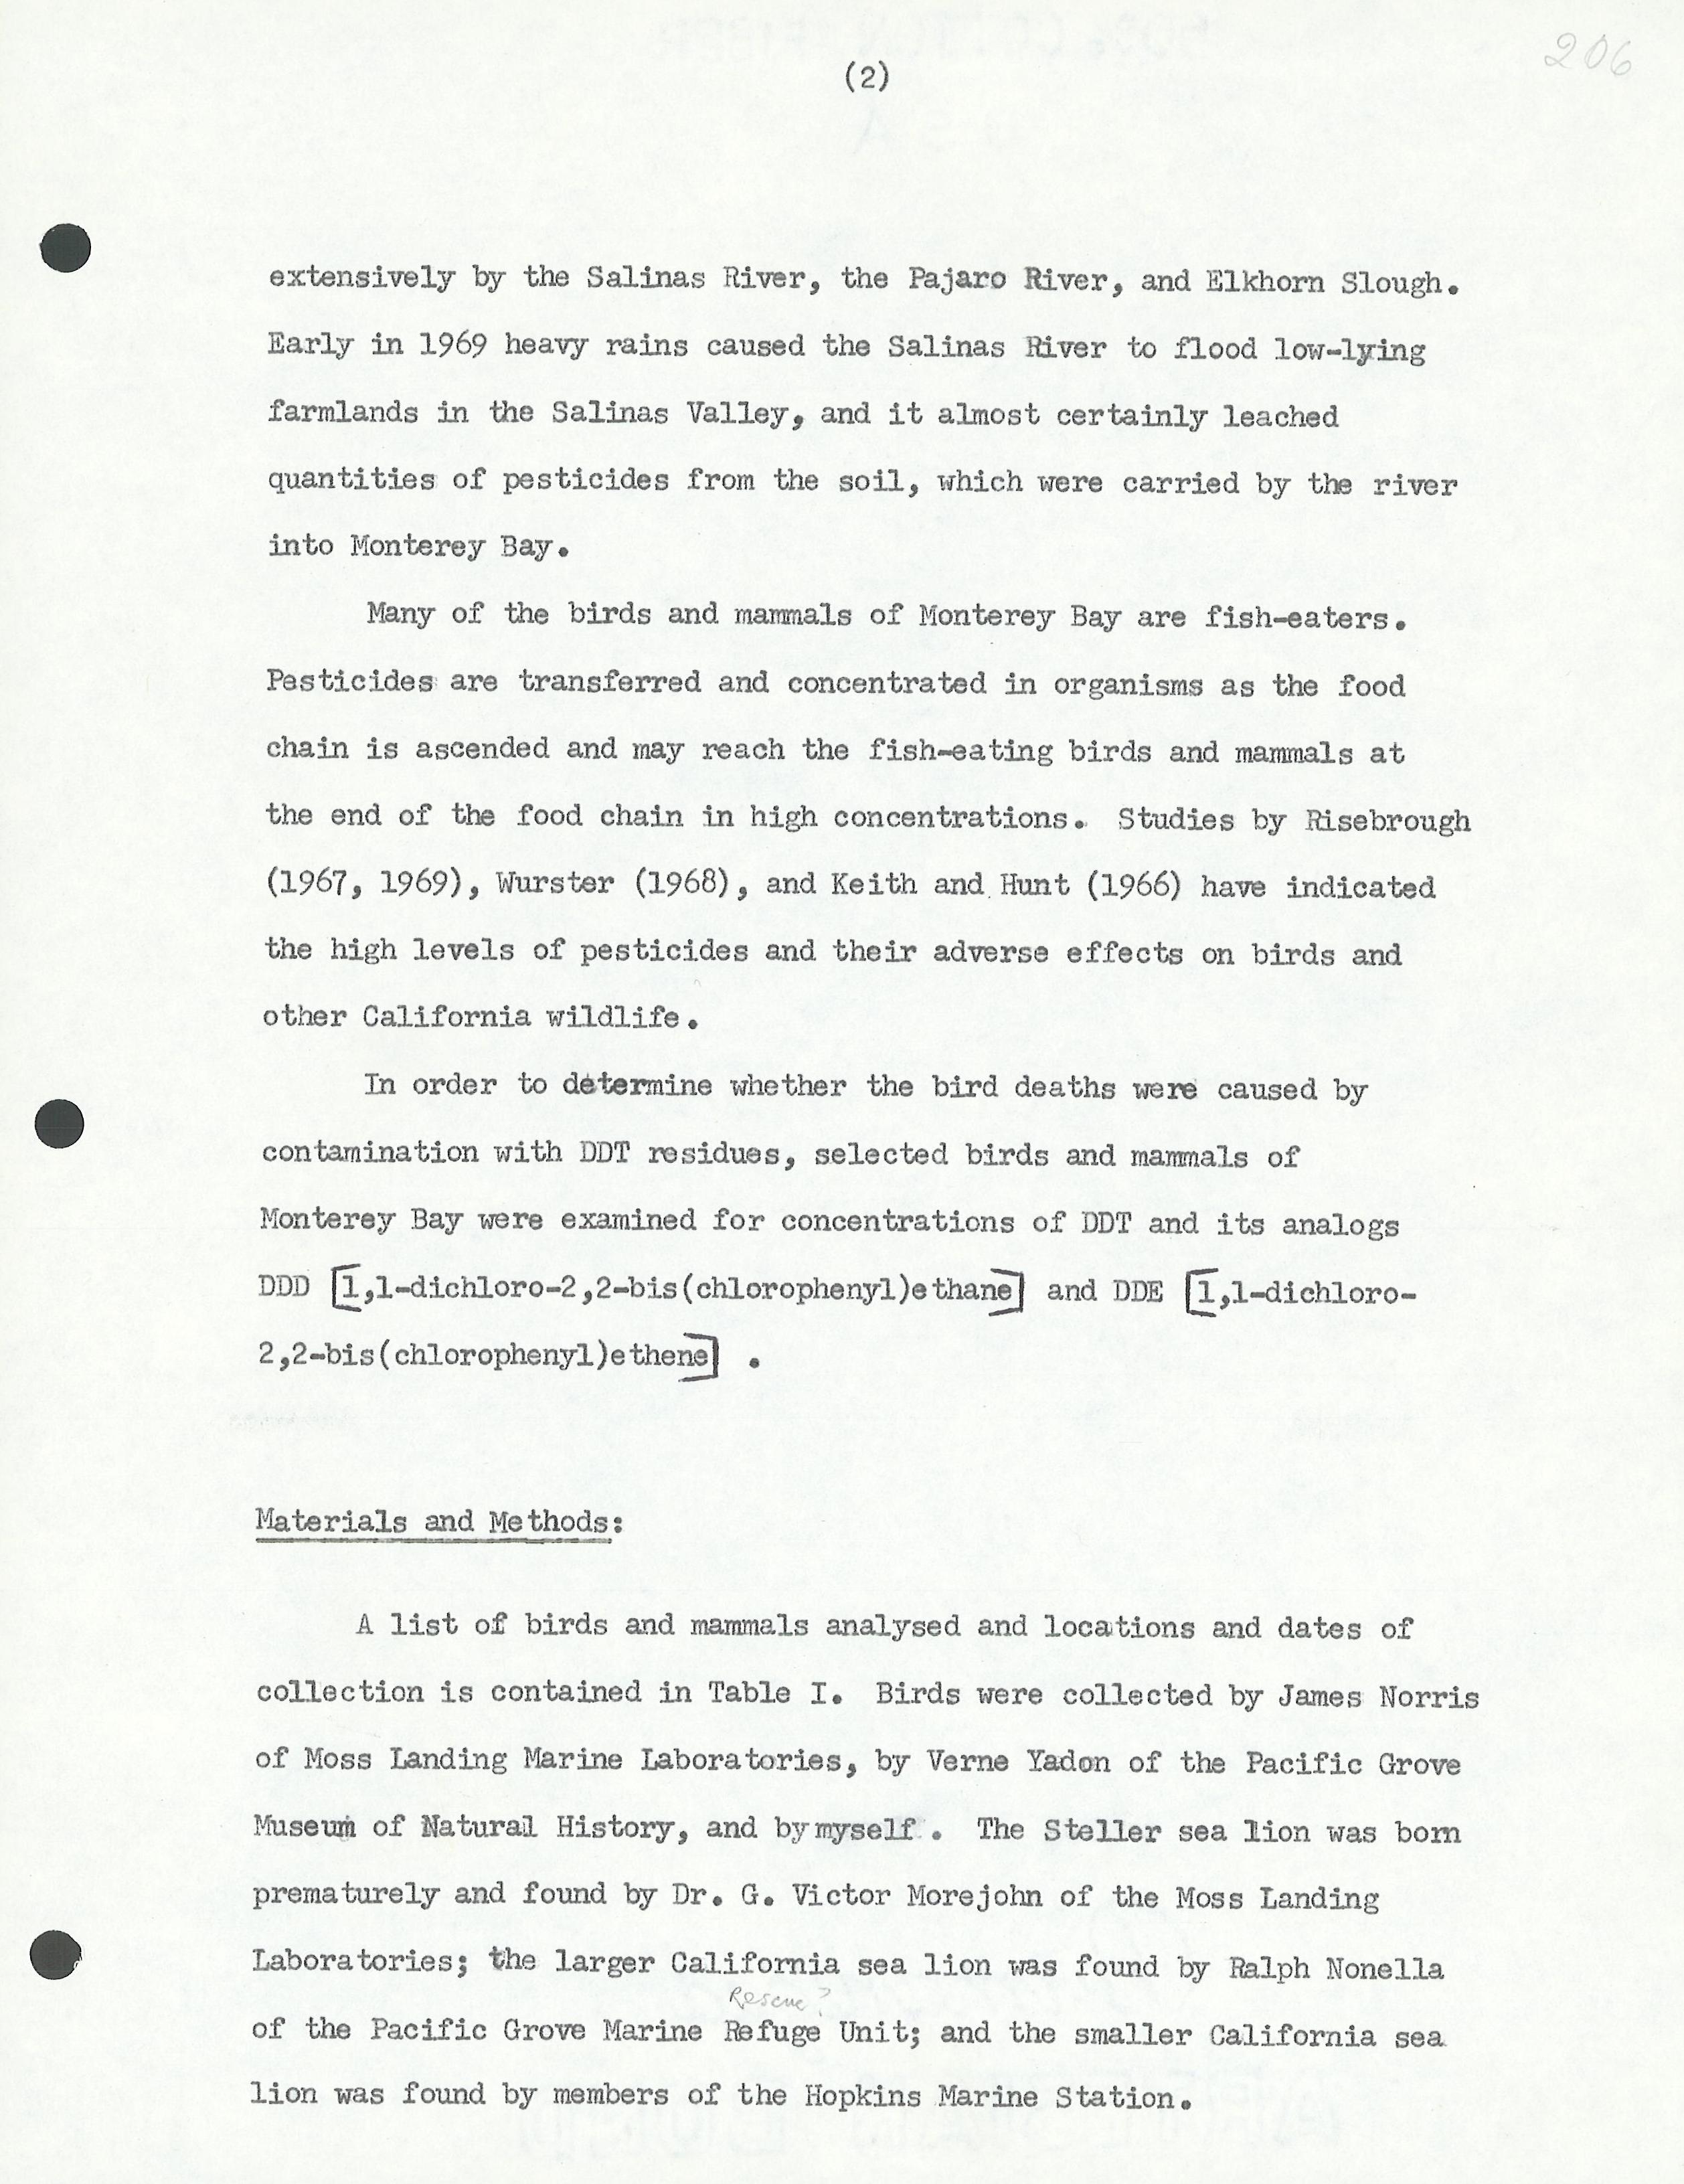 206
(2)
extensively by the Salinas River, the Pajaro River, and Elkhorn Slough.
Early in 1969 heavy rains caused the Salinas River to flood low-lying
farmlands in the Salinas Valley, and it almost certainly leached
quantities of pesticides from the soil, which were carried by the river
into Monterey Bay.
Many of the birds and mammals of Monterey Bay are fish-eaters.
Pesticides are transferred and concentrated in organisms as the food
chain is ascended and may reach the fish-eating birds and mammals at
the end of the food chain in high concentrations. Studies by Risebrough
(1967, 1969), Wurster (1968), and Keith and Hunt (1966) have indicated
the high levels of pesticides and their adverse effects on birds and
other California wildlife.
In order to determine whether the bird deaths were caused by
contamination with DDT residues, selected birds and mammals of
Monterey Bay were examined for concentrations of DDT and its analogs
DDD [1,1-dichloro-2,2-bis(chlorophenyl)ethane] and DDE [1,1-dichloro-
2,2-bis(chlorophenyl)ethene] .
Materials and Methods:
A list of birds and mammals analysed and locations and dates of
collection is contained in Table I. Birds were collected by James Norris
of Moss Landing Marine Laboratories, by Verne Yadon of the Pacific Grove
Museum of Natural History, and by myself . The Steller sea lion was born
prematurely and found by Dr. G. Victor Morejohn of the Moss Landing
Laboratories; the larger California sea lion was found by Ralph Nonella
Rescue?
of the Pacific Grove Marine Refuge Unit; and the smaller California sea
lion was found by members of the Hopkins Marine Station.